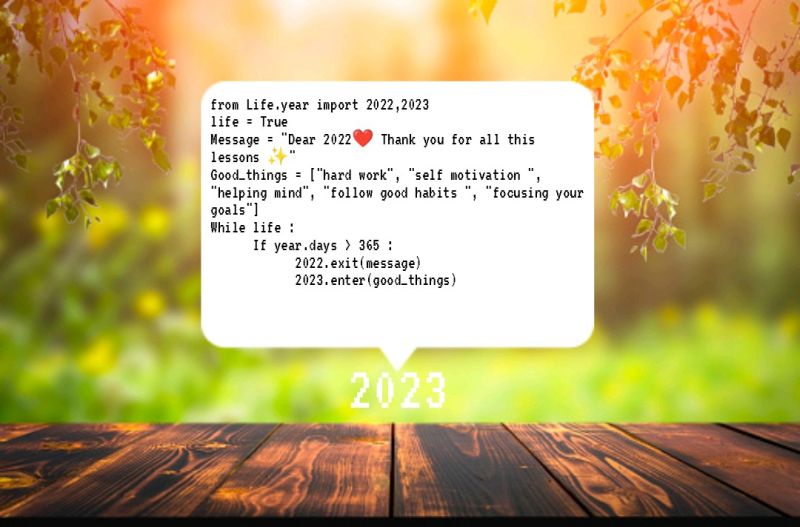 from Life.year import 2022,2023
life = True
Message = "Dear 2022❤️ Thank you for all this
lessons ✨"
Good_things = ["hard work", "self motivation ",
"helping mind", "follow good habits ", "focusing your
goals"]
While life :
      If year.days > 365 :
            2022.exit(message)
            2023.enter(good_things)
2023